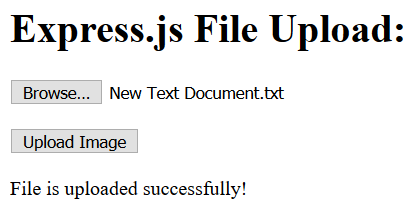 Express.js File Upload:
Browse... New Text Document.txt
Upload Image
File is uploaded successfully!